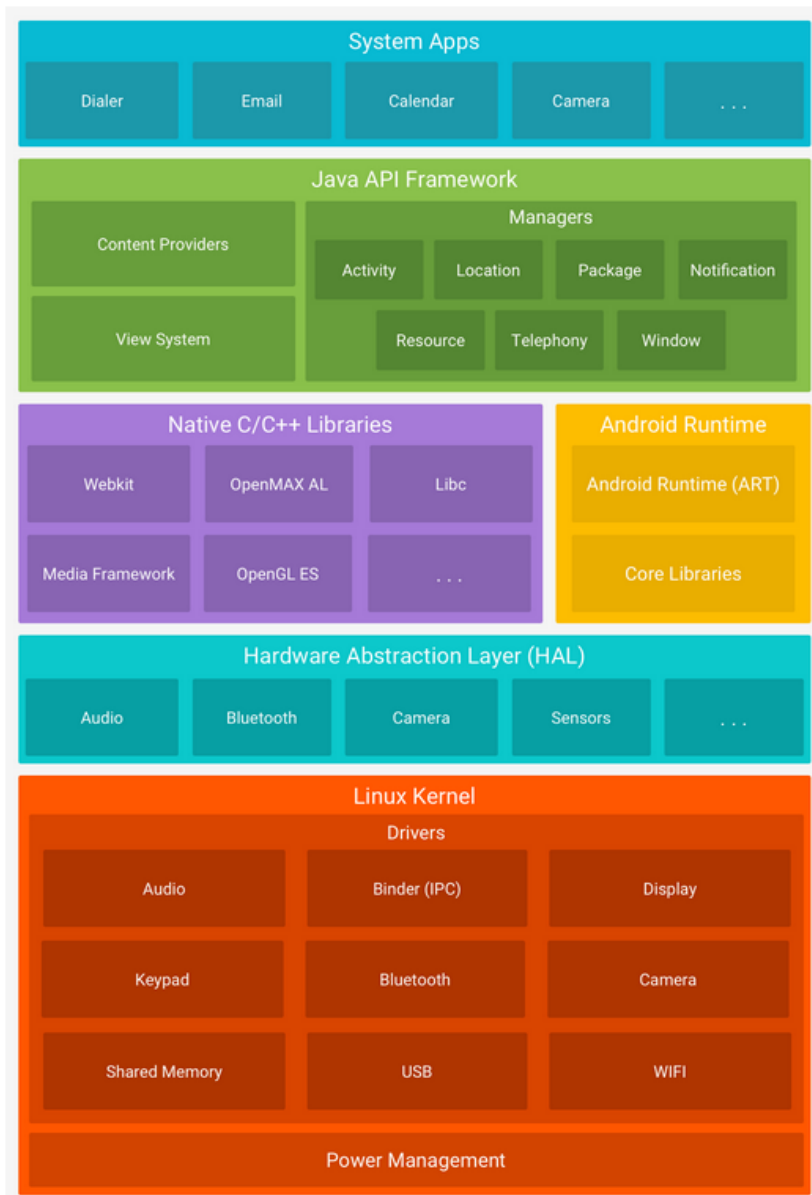 System Apps
Dialer
Email
Calendar
Camera
. . .
Java API Framework
Content Providers
View System
Managers
Activity
Location
Package
Notification
Resource
Telephony
Window
Native C/C++ Libraries
Webkit
OpenMAX AL
Libc
Media Framework
OpenGL ES
. . .
Android Runtime
Android Runtime (ART)
Core Libraries
Hardware Abstraction Layer (HAL)
Audio
Bluetooth
Camera
Sensors
. . .
Linux Kernel
Drivers
Audio
Binder (IPC)
Display
Keypad
Bluetooth
Camera
Shared Memory
USB
WIFI
Power Management